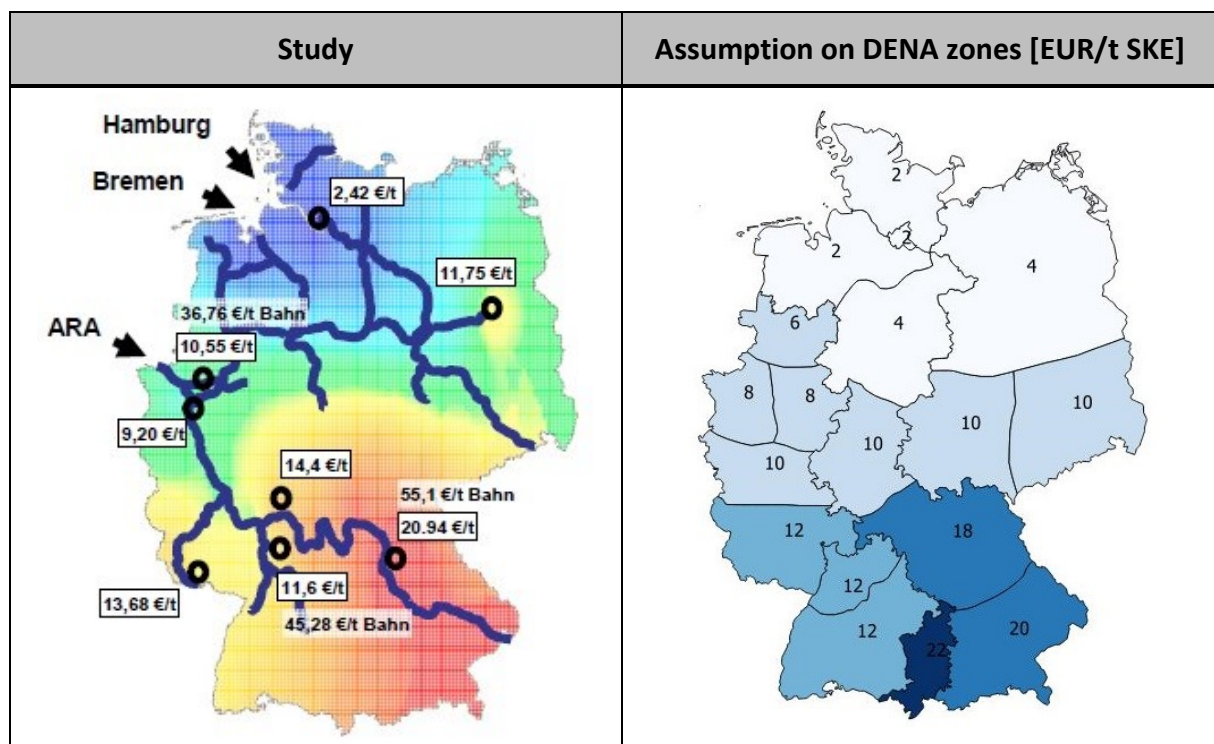 Study
Assumption on DENA zones [EUR/t SKE]
Hamburg
Bremen
2,42 €/t
11,75 €/t
36,76 €/t Bahn
ARA
10,55 €/t
9,20 €/t
14,4 €/t
55,1 €/t Bahn
20.94 €/t
11,6 €/t
13,68 €/t
45,28 €/t Bahn
2
2
2
4
4
6
8
8
10
10
10
10
12
18
12
12
20
22